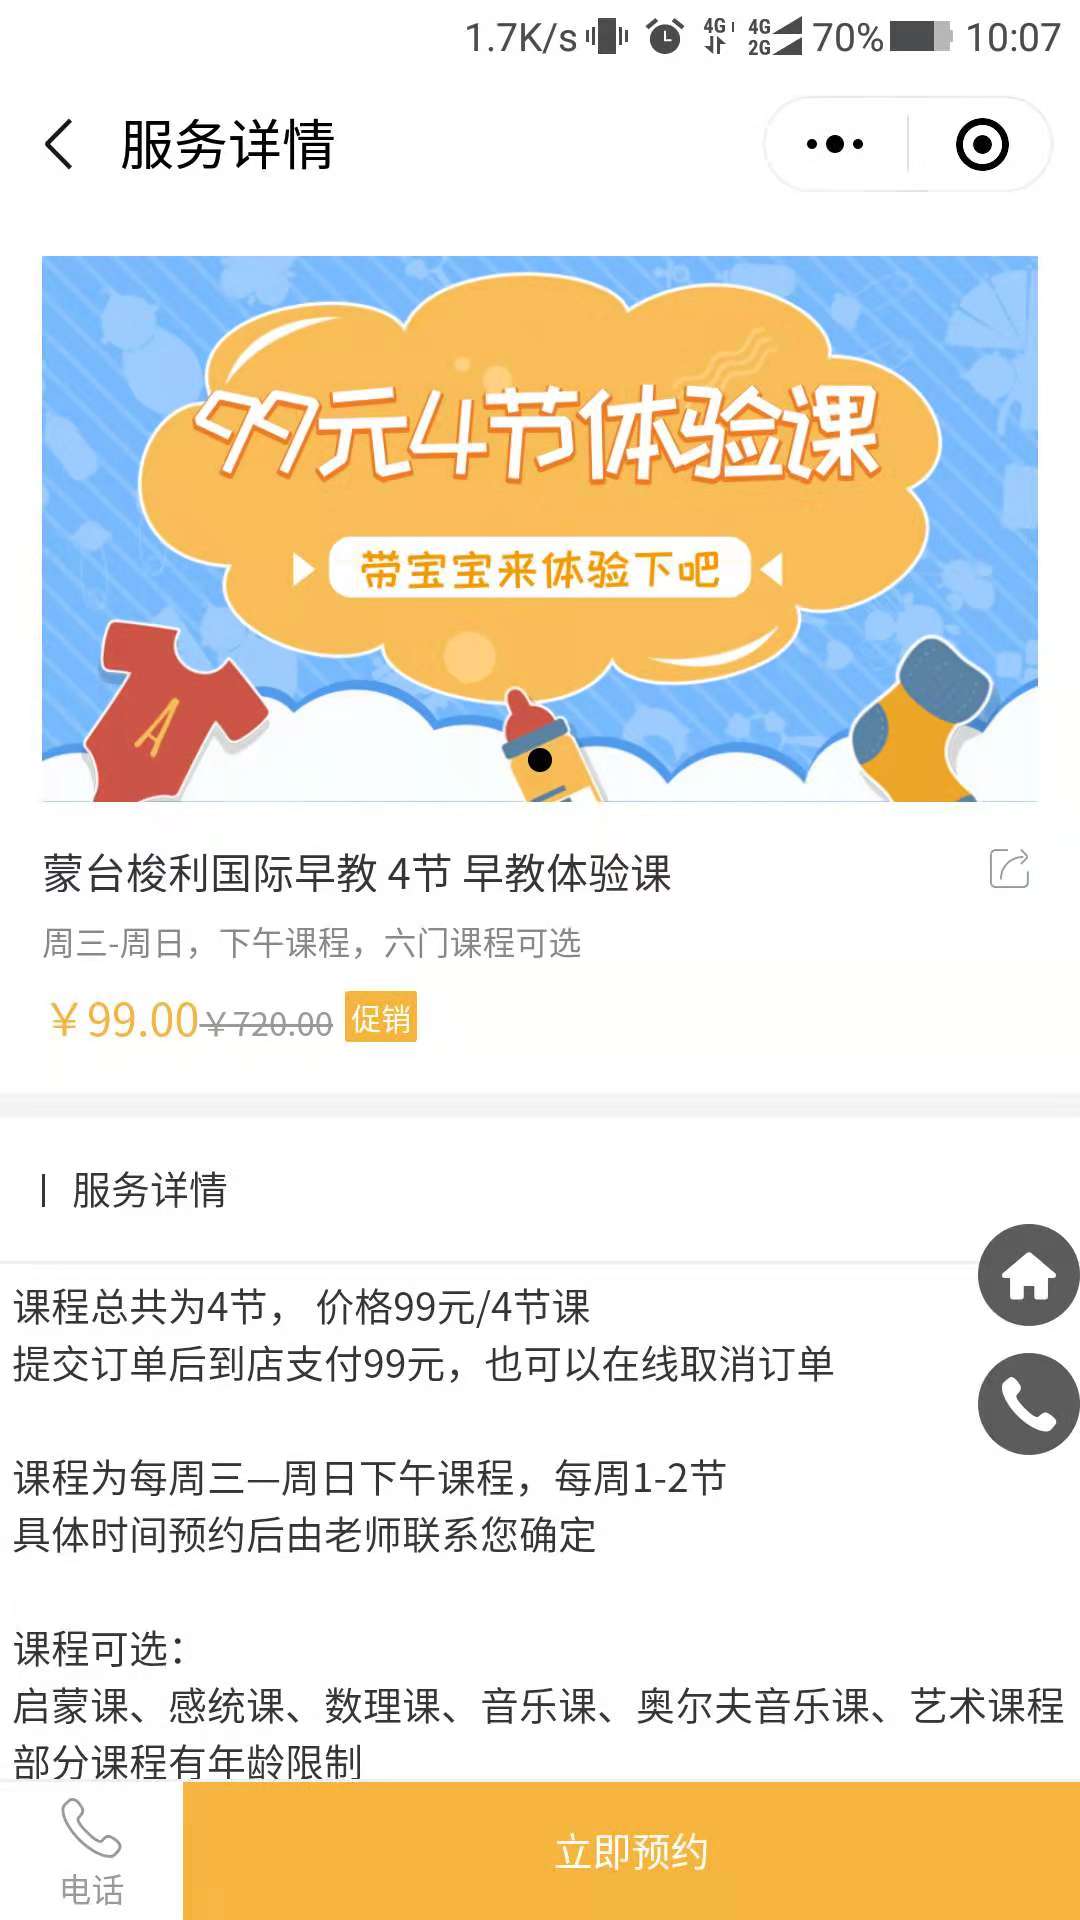 1.7K/s 4G 4G 2G 70% 10:07
服务详情
99元4节体验课
带宝宝来体验下吧
A
蒙台梭利国际早教 4节 早教体验课
周三-周日，下午课程，六门课程可选
￥99.00￥720.00 促销
服务详情
课程总共为4节， 价格99元/4节课
提交订单后到店支付99元，也可以在线取消订单
课程为每周三—周日下午课程，每周1-2节
具体时间预约后由老师联系您确定
课程可选：
启蒙课、感统课、数理课、音乐课、奥尔夫音乐课、艺术课程
部分课程有年龄限制
电话
立即预约